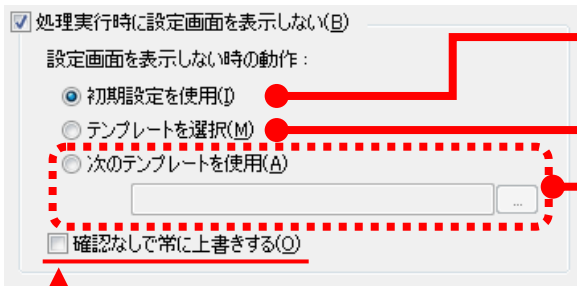 処理実行時に設定画面を表示しない(B)
設定画面を表示しない時の動作：
初期設定を使用(I)
テンプレートを選択(M)
次のテンプレートを使用(A)
...
確認なしで常に上書きする(O)